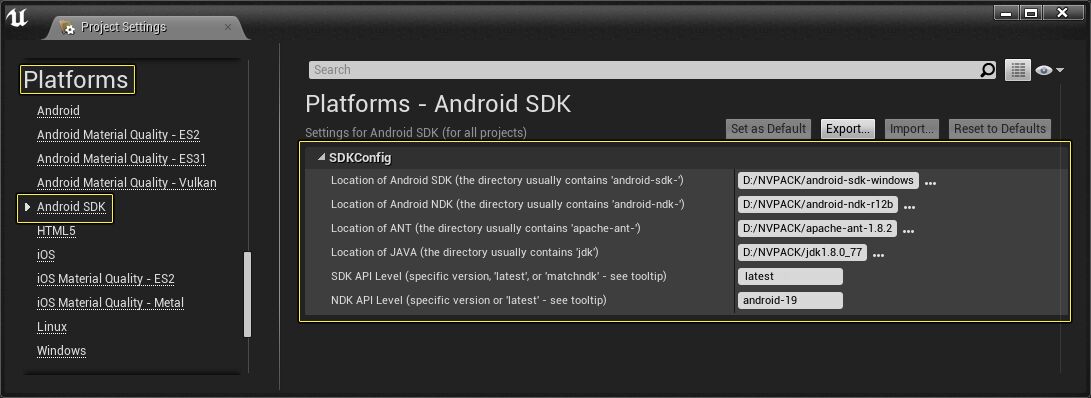 Project Settings
Platforms
Android
Android Material Quality - ES2
Android Material Quality - ES31
Android Material Quality - Vulkan
Android SDK
HTML5
iOS
iOS Material Quality - ES2
iOS Material Quality - Metal
Linux
Windows
Search
Platforms - Android SDK
Settings for Android SDK (for all projects)
Set as Default Export... Import... Reset to Defaults
SDKConfig
Location of Android SDK (the directory usually contains 'android-sdk-') D:/NVPACK/android-sdk-windows ...
Location of Android NDK (the directory usually contains 'android-ndk-') D:/NVPACK/android-ndk-r12b ...
Location of ANT (the directory usually contains 'apache-ant-') D:/NVPACK/apache-ant-1.8.2 ...
Location of JAVA (the directory usually contains 'jdk') D:/NVPACK/jdk1.8.0_77 ...
SDK API Level (specific version, 'latest', or 'matchndk' - see tooltip) latest
NDK API Level (specific version or 'latest' - see tooltip) android-19